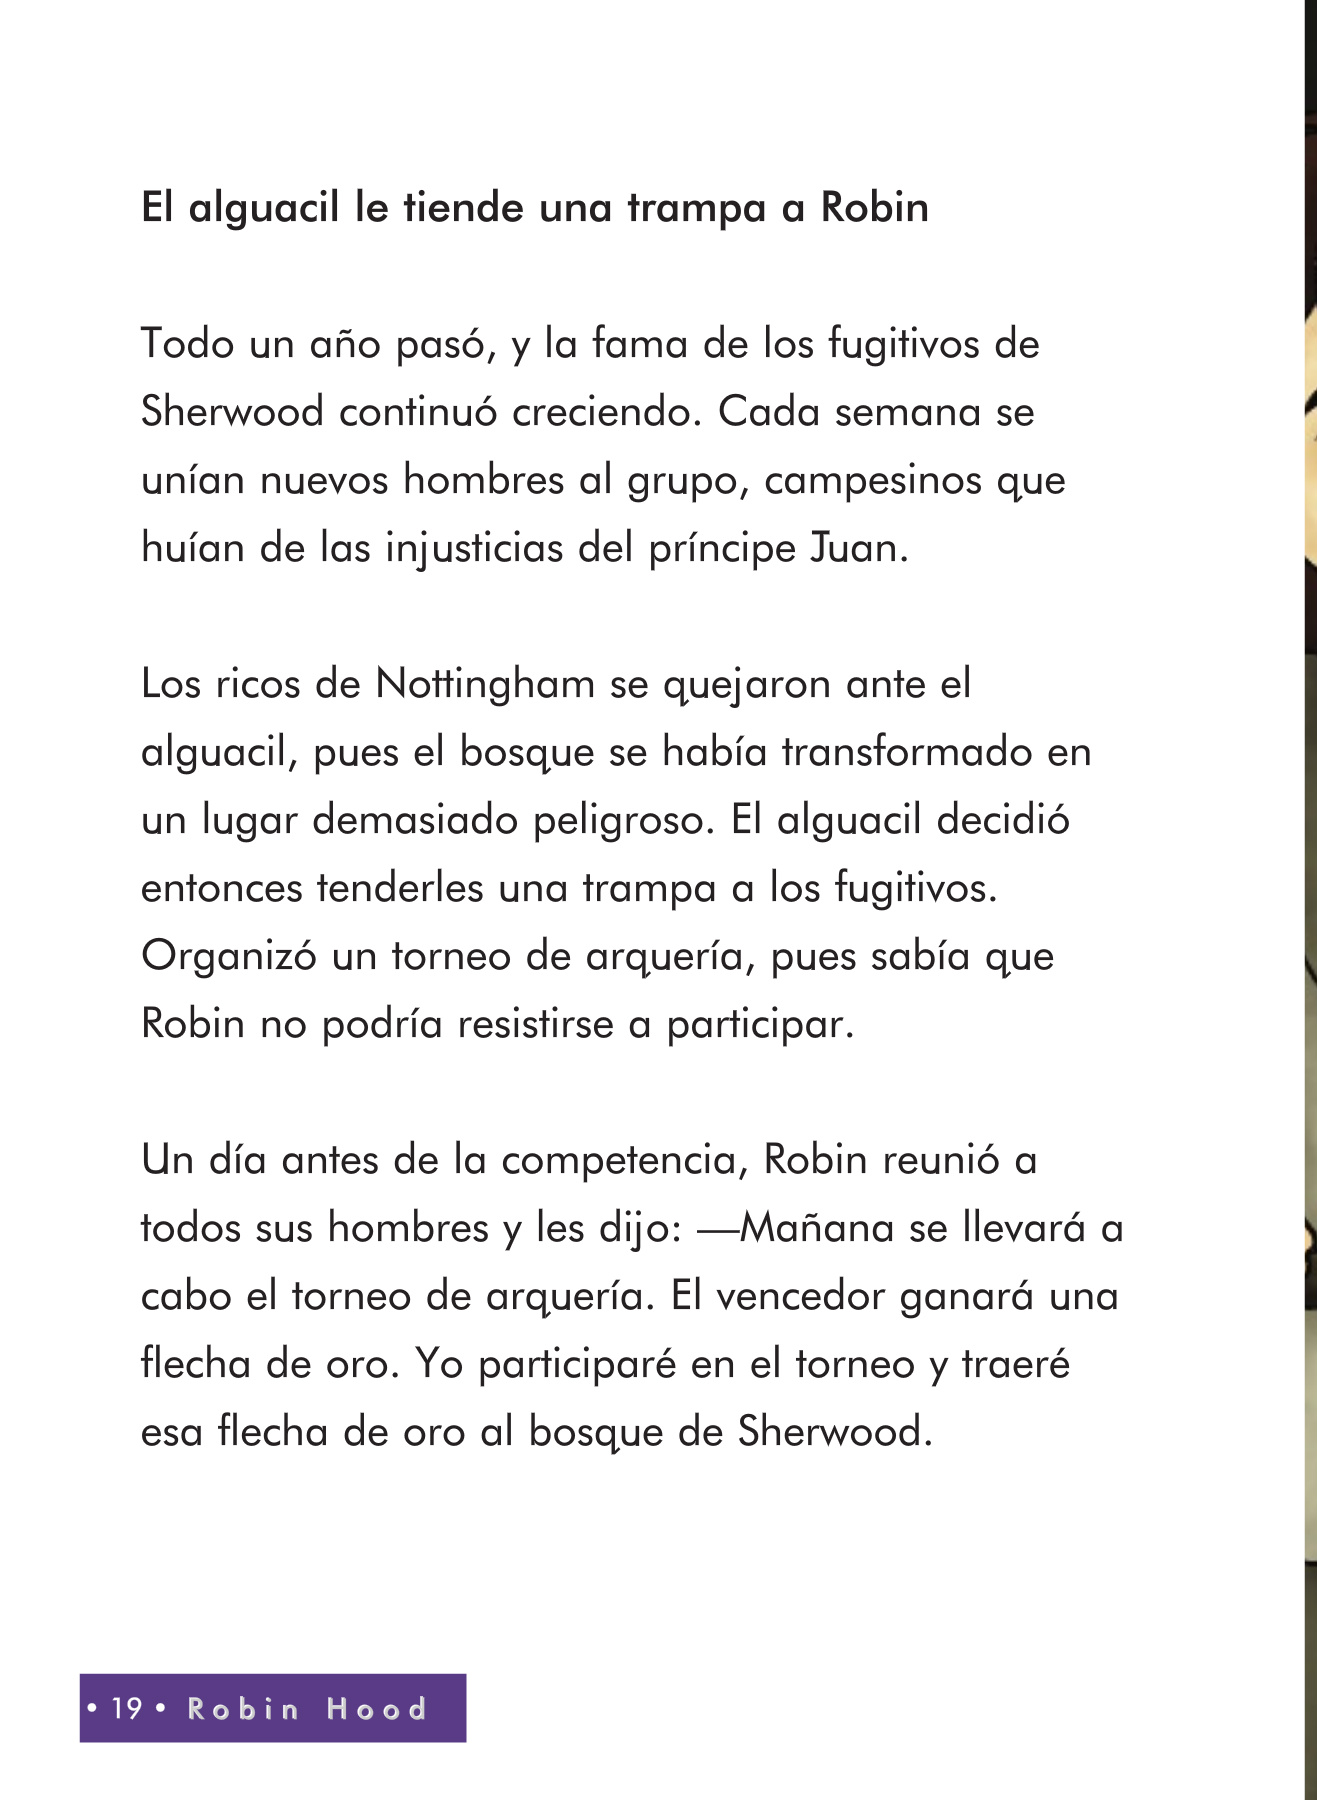 El alguacil le tiende una trampa a Robin
Todo un año pasó, y la fama de los fugitivos de
Sherwood continuó creciendo. Cada semana se
unían nuevos hombres al grupo, campesinos que
huían de las injusticias del príncipe Juan.
Los ricos de Nottingham se quejaron ante el
alguacil, pues el bosque se había transformado en
un lugar demasiado peligroso. El alguacil decidió
entonces tenderles una trampa a los fugitivos.
Organizó un torneo de arquería, pues sabía que
Robin no podría resistirse a participar.
Un día antes de la competencia, Robin reunió a
todos sus hombres y les dijo: —Mañana se llevará a
cabo el torneo de arquería. El vencedor ganará una
flecha de oro. Yo participaré en el torneo y traeré
esa flecha de oro al bosque de Sherwood.
• 19 • Robin Hood